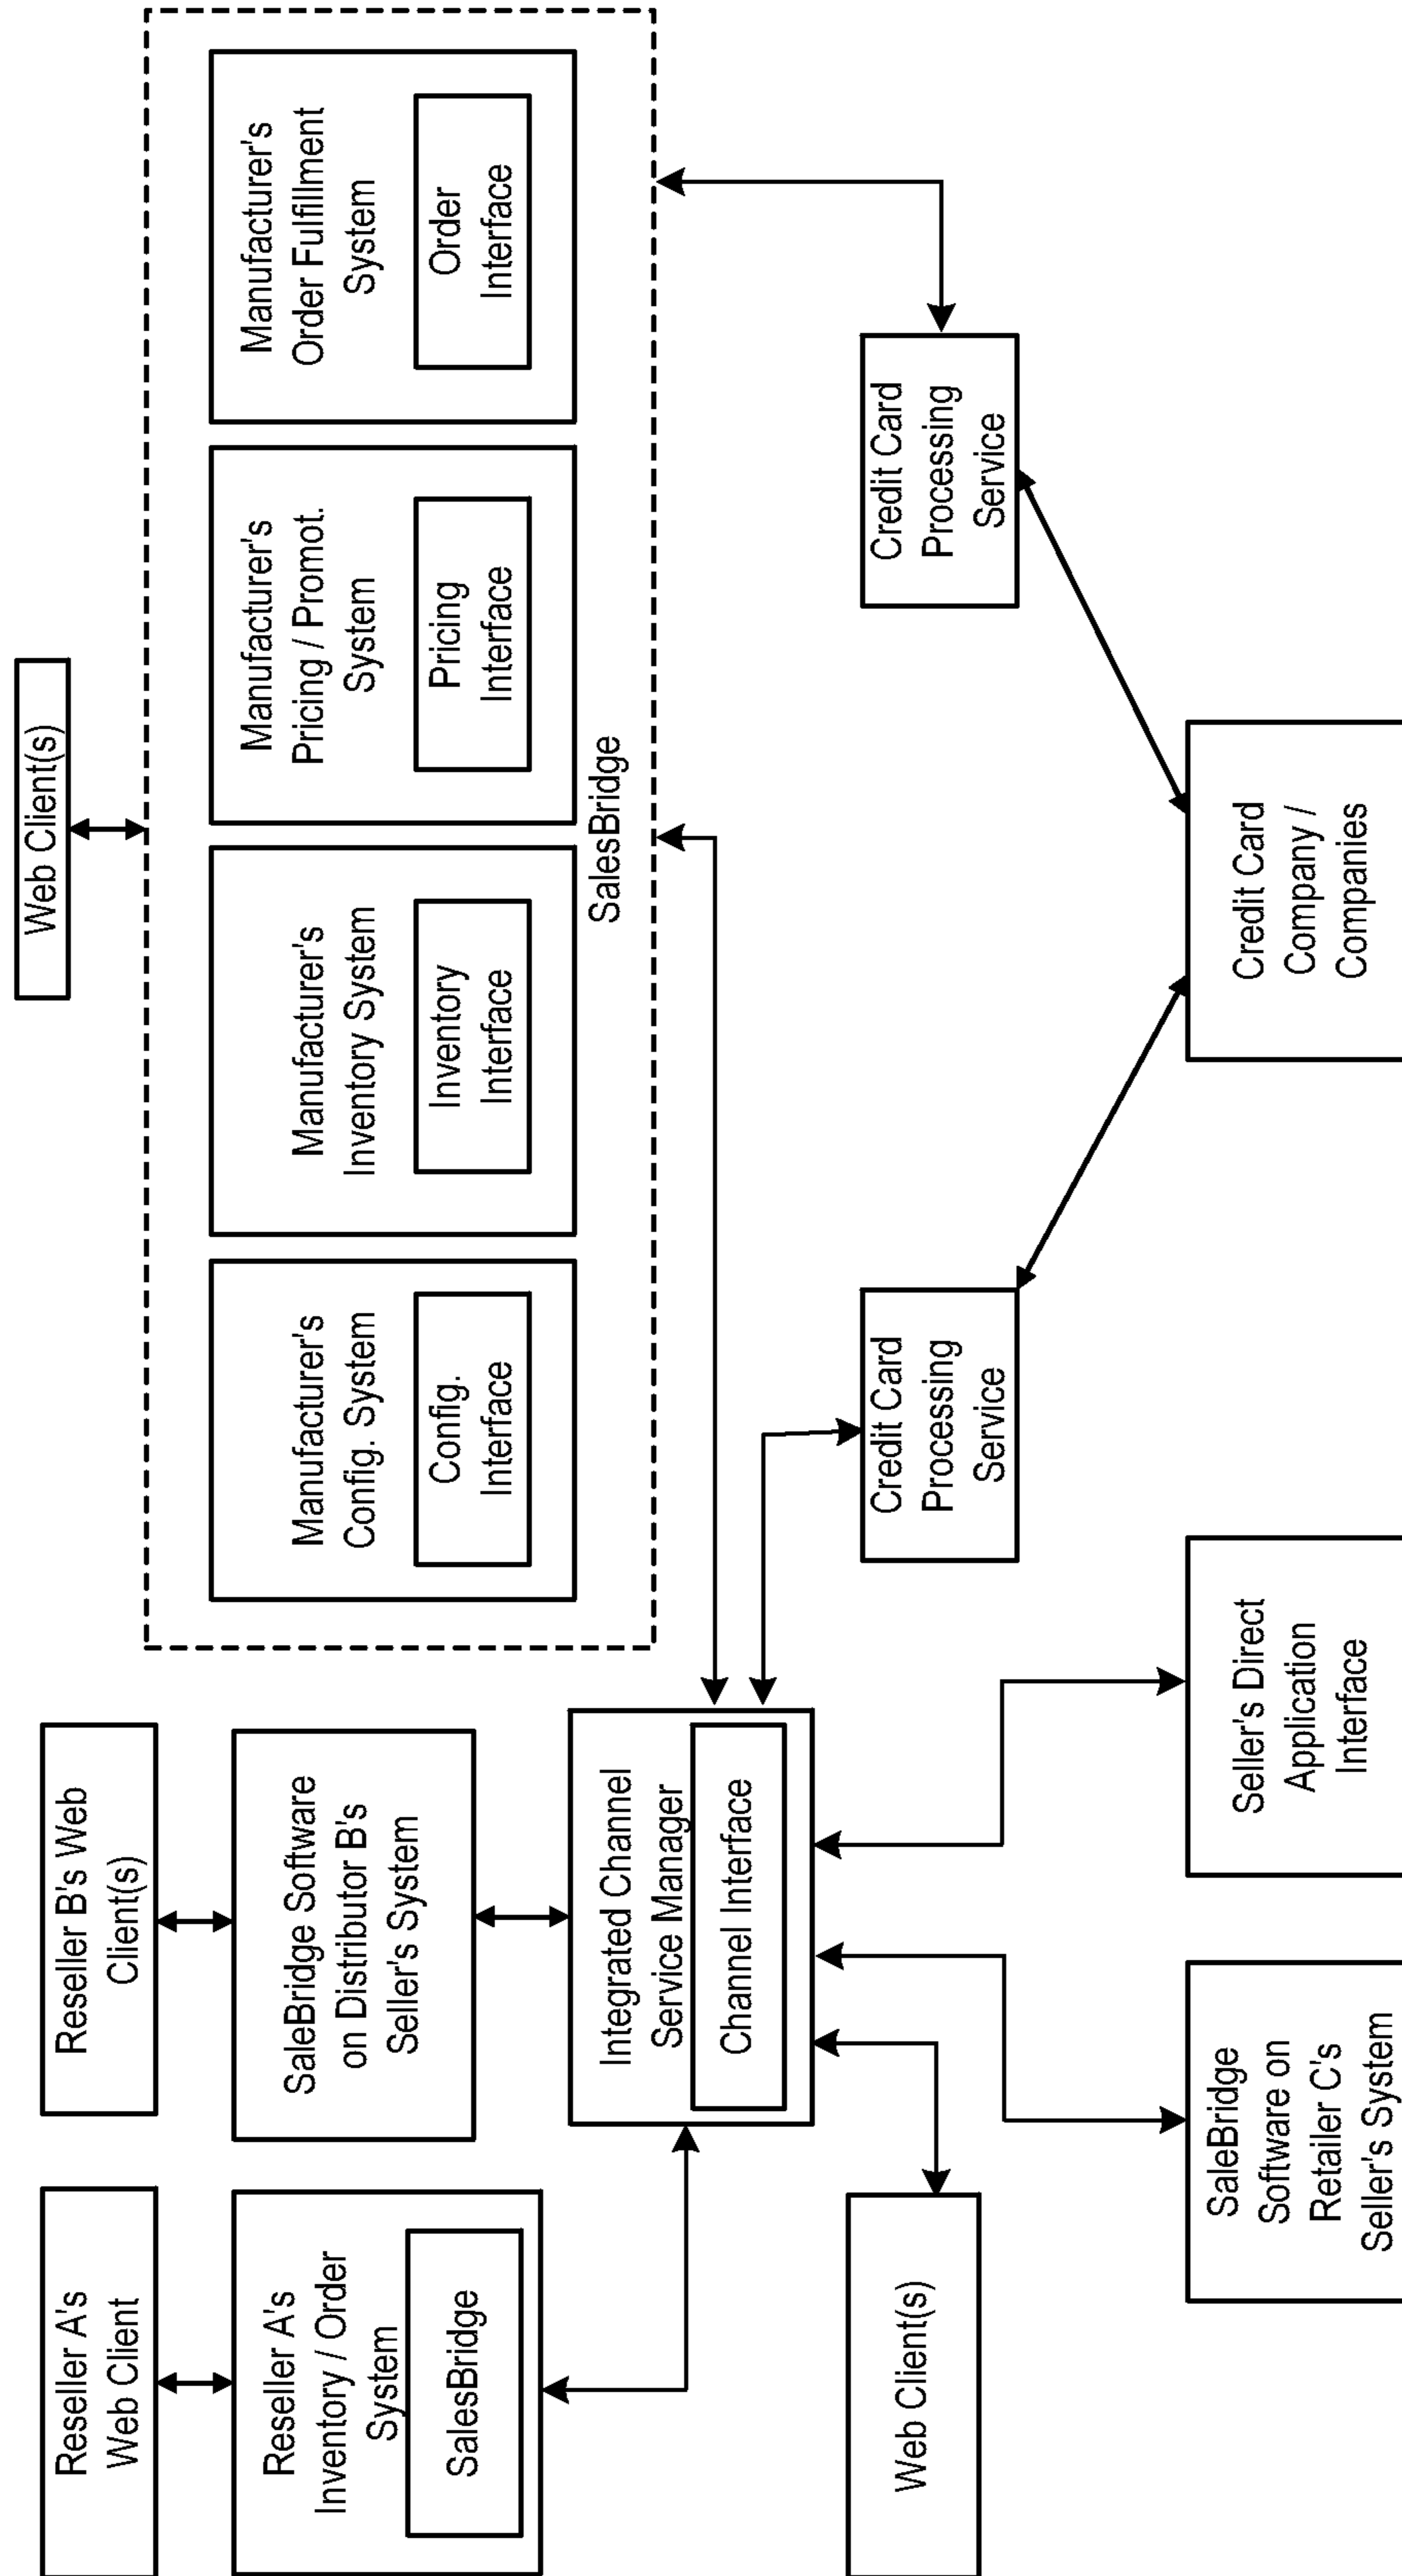 Reseller A's
Web Client
Reseller B's Web
Client(s)
Web Client(s)
Reseller A's
Inventory / Order
System
SalesBridge
SaleBridge Software
on Distributor B's
Seller's System
Manufacturer's
Config. System
Config.
Interface
Manufacturer's
Inventory System
Inventory
Interface
Manufacturer's
Pricing / Promot.
System
Pricing
Interface
Manufacturer's
Order Fulfillment
System
Order
Interface
SalesBridge
Integrated Channel
Service Manager
Channel Interface
Web Client(s)
Credit Card
Processing
Service
Credit Card
Processing
Service
SaleBridge
Software on
Retailer C's
Seller's System
Seller's Direct
Application
Interface
Credit Card
Company /
Companies